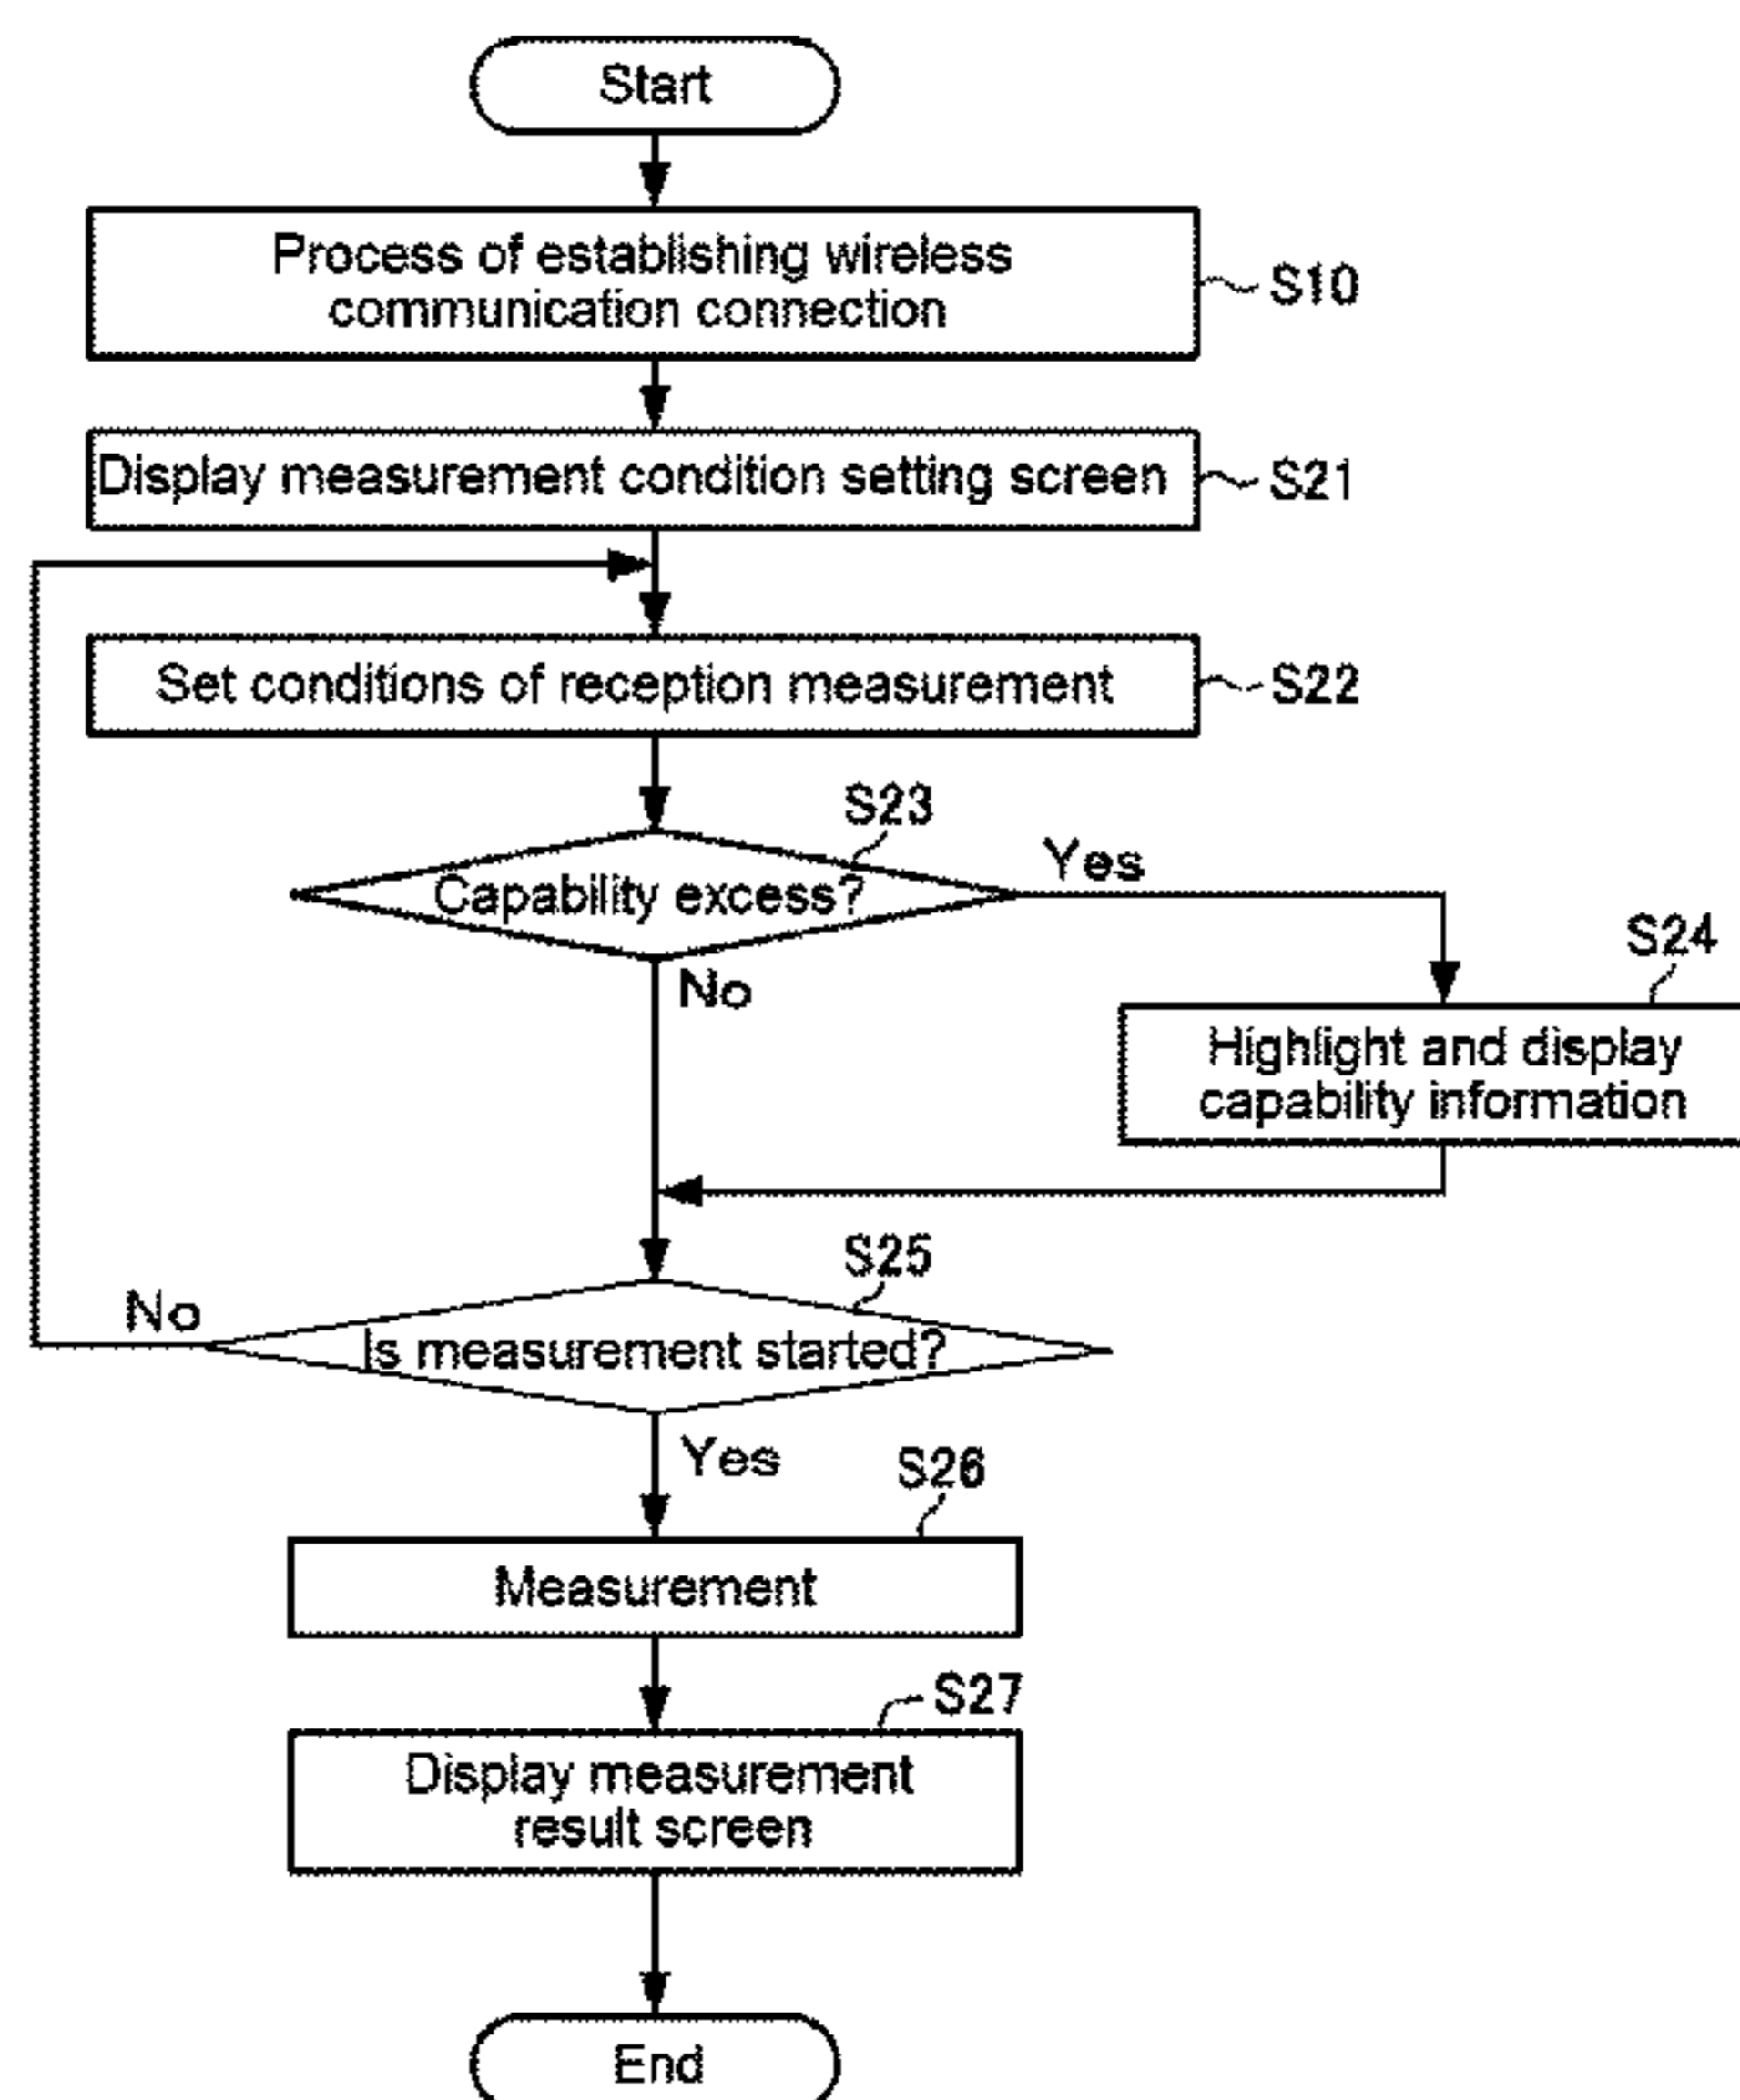 Start
Process of establishing wireless
communication connection
S10
Display measurement condition setting screen
S21
Set conditions of reception measurement
S22
S23
Capability excess?
Yes
No
S24
Highlight and display
capability information
S25
No
Is measurement started?
Yes
S26
Measurement
S27
Display measurement
result screen
End